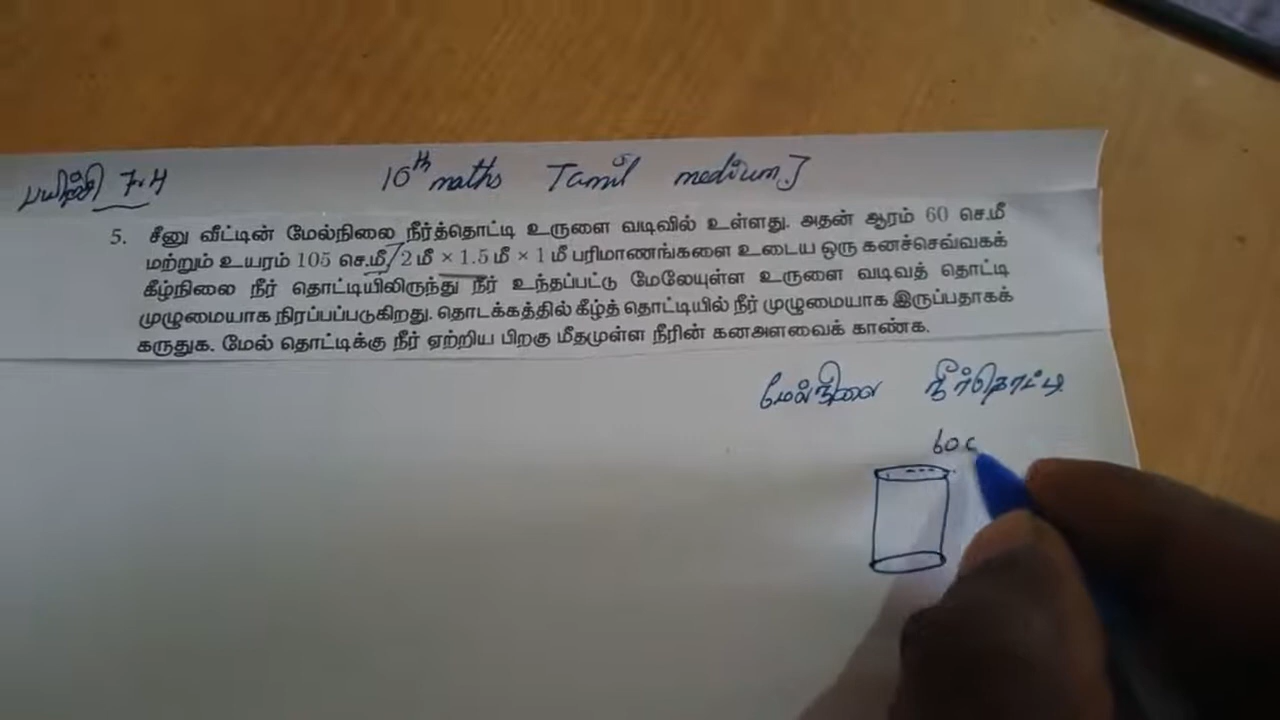 பயிற்சி 7.4
10th maths Tamil medium]
5. சீனு வீட்டின் மேல்நிலை நீர்த்தொட்டி உருளை வடிவில் உள்ளது. அதன் ஆரம் 60 செ.மீ
மற்றும் உயரம் 105 செ.மீ/2 மீ × 1.5 மீ × 1 மீ பரிமாணங்களை உடைய ஒரு கனச்செவ்வகக்
கீழ்நிலை நீர் தொட்டியிலிருந்து நீர் உந்தப்பட்டு மேலேயுள்ள உருளை வடிவத் தொட்டி
முழுமையாக நிரப்பப்படுகிறது. தொடக்கத்தில் கீழ்த் தொட்டியில் நீர் முழுமையாக இருப்பதாகக்
கருதுக. மேல் தொட்டிக்கு நீர் ஏற்றிய பிறகு மீதமுள்ள நீரின் கனஅளவைக் காண்க.
மேல்நிலை நீர்தொட்டி
60 c